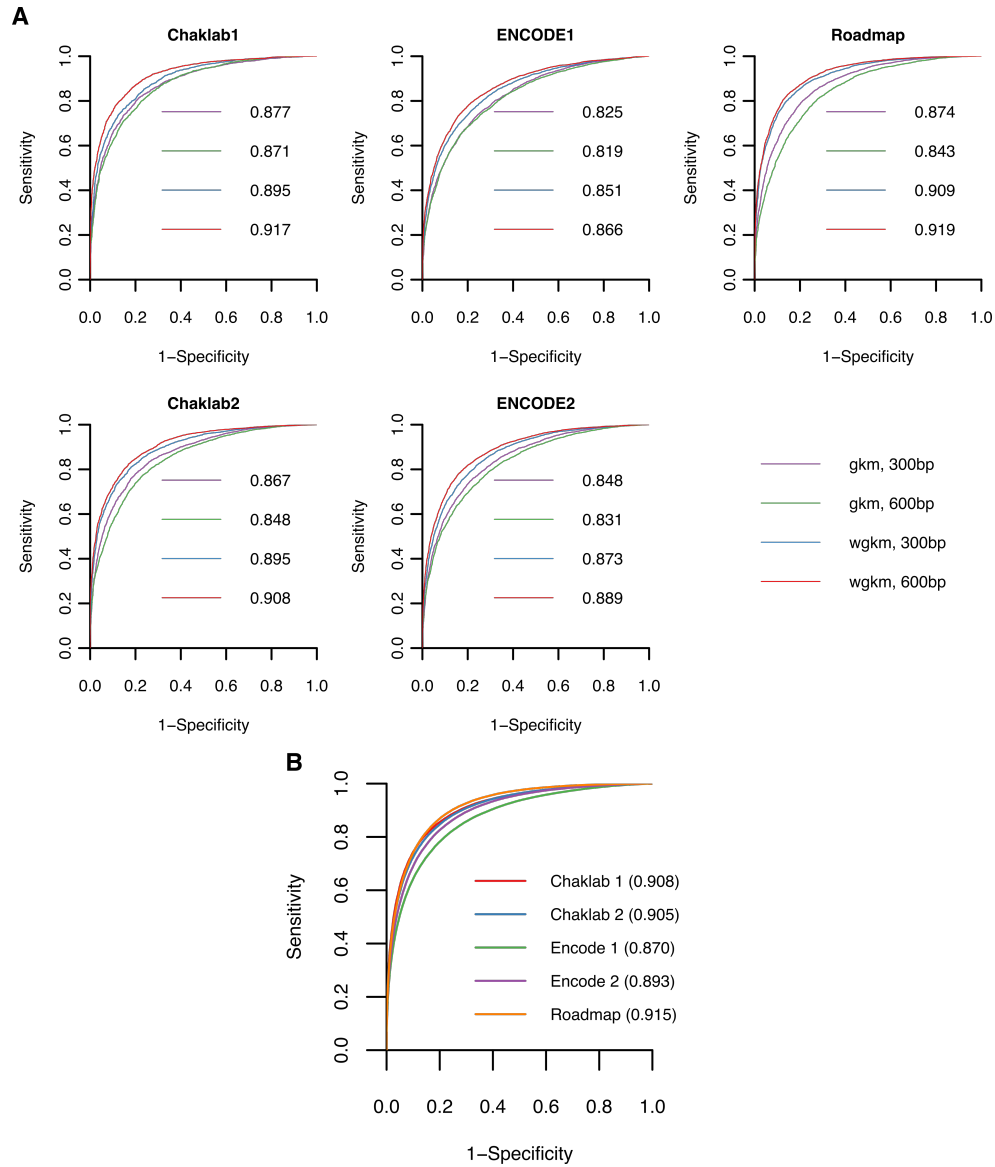 A
Chaklab1
Sensitivity
1.0
0.8
0.6
0.4
0.2
0.0
0.877
0.871
0.895
0.917
0.0 0.2 0.4 0.6 0.8 1.0
1−Specificity
ENCODE1
Sensitivity
1.0
0.8
0.6
0.4
0.2
0.0
0.825
0.819
0.851
0.866
0.0 0.2 0.4 0.6 0.8 1.0
1−Specificity
Roadmap
Sensitivity
1.0
0.8
0.6
0.4
0.2
0.0
0.874
0.843
0.909
0.919
0.0 0.2 0.4 0.6 0.8 1.0
1−Specificity
Chaklab2
Sensitivity
1.0
0.8
0.6
0.4
0.2
0.0
0.867
0.848
0.895
0.908
0.0 0.2 0.4 0.6 0.8 1.0
1−Specificity
ENCODE2
Sensitivity
1.0
0.8
0.6
0.4
0.2
0.0
0.848
0.831
0.873
0.889
0.0 0.2 0.4 0.6 0.8 1.0
1−Specificity
gkm, 300bp
gkm, 600bp
wgkm, 300bp
wgkm, 600bp
B
Sensitivity
1.0
0.8
0.6
0.4
0.2
0.0
Chaklab 1 (0.908)
Chaklab 2 (0.905)
Encode 1 (0.870)
Encode 2 (0.893)
Roadmap (0.915)
0.0 0.2 0.4 0.6 0.8 1.0
1−Specificity